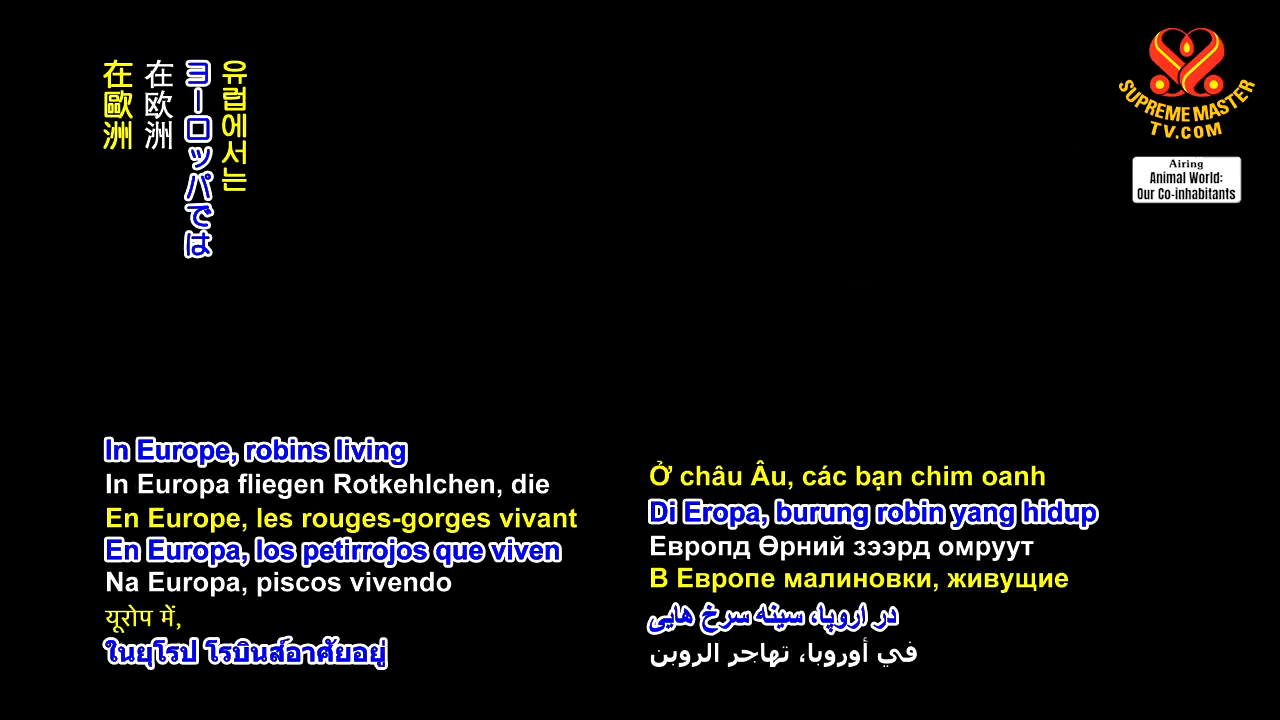 在歐洲
在欧洲
ヨーロッパでは
유럽에서는
SUPREME MASTER
TV.COM
Airing
Animal World:
Our Co-inhabitants
In Europe, robins living
In Europa fliegen Rotkehlchen, die
En Europe, les rouges-gorges vivant
En Europa, los petirrojos que viven
Na Europa, piscos vivendo
यूरोप में,
ในยุโรป โรบินส์อาศัยอยู่
Ở châu Âu, các bạn chim oanh
Di Eropa, burung robin yang hidup
Европд Өрний зээрд омруут
В Европе малиновки, живущие
در اروپا، سینه سرخ هایی
في أوروبا، تهاجر الروبن